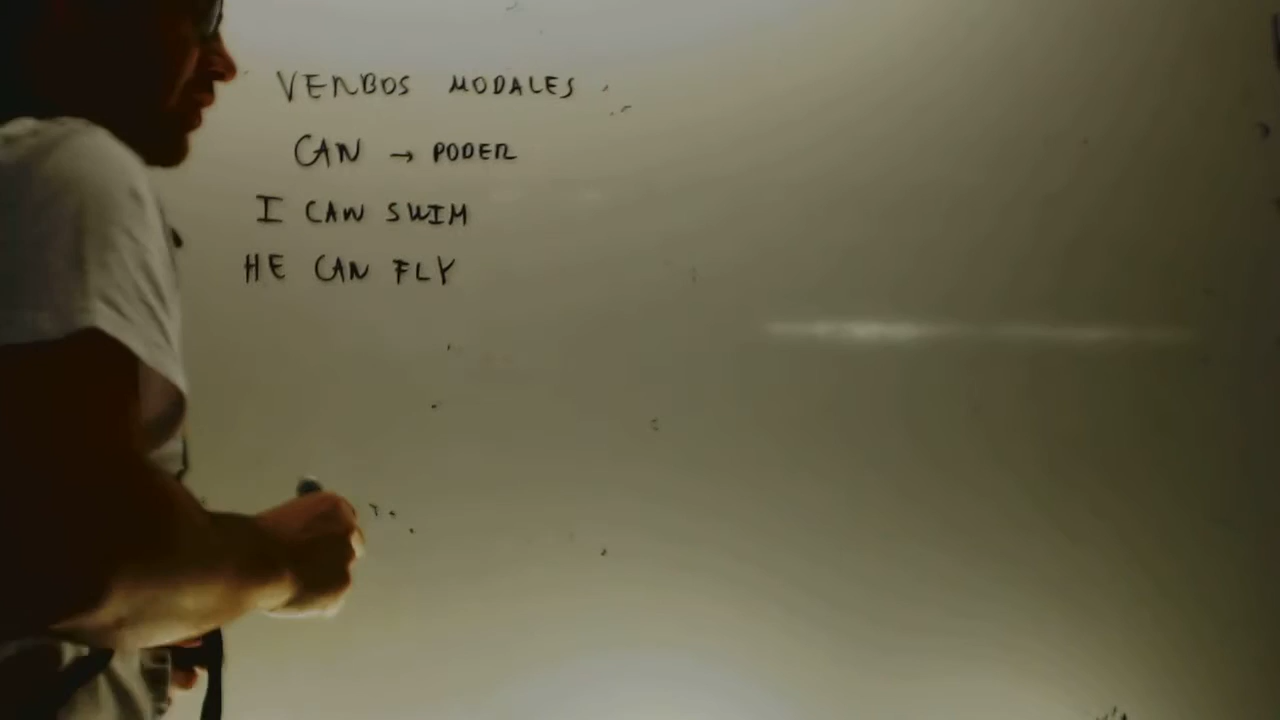 VERBOS MODALES
CAN → PODER
I CAN SWIM
HE CAN FLY